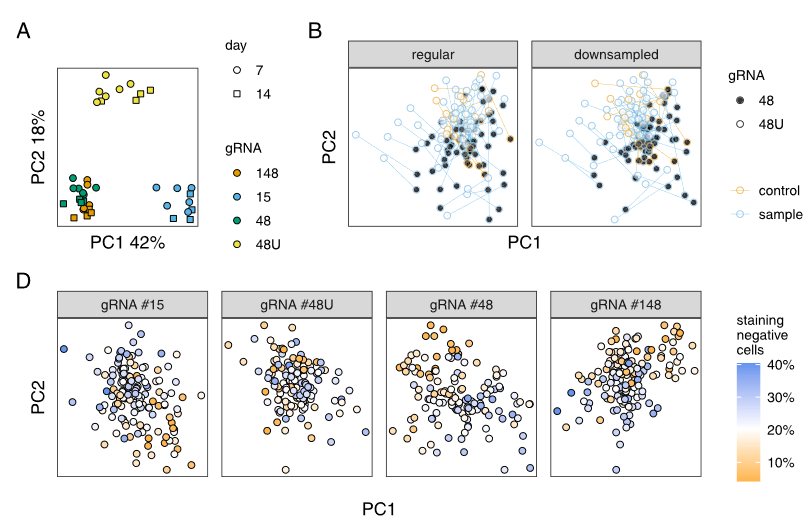 A
PC2 18%
PC1 42%
day
7
14
gRNA
148
15
48
48U
B
regular
downsampled
PC2
PC1
gRNA
48
48U
control
sample
D
gRNA #15
gRNA #48U
gRNA #48
gRNA #148
PC2
PC1
staining
negative
cells
40%
30%
20%
10%